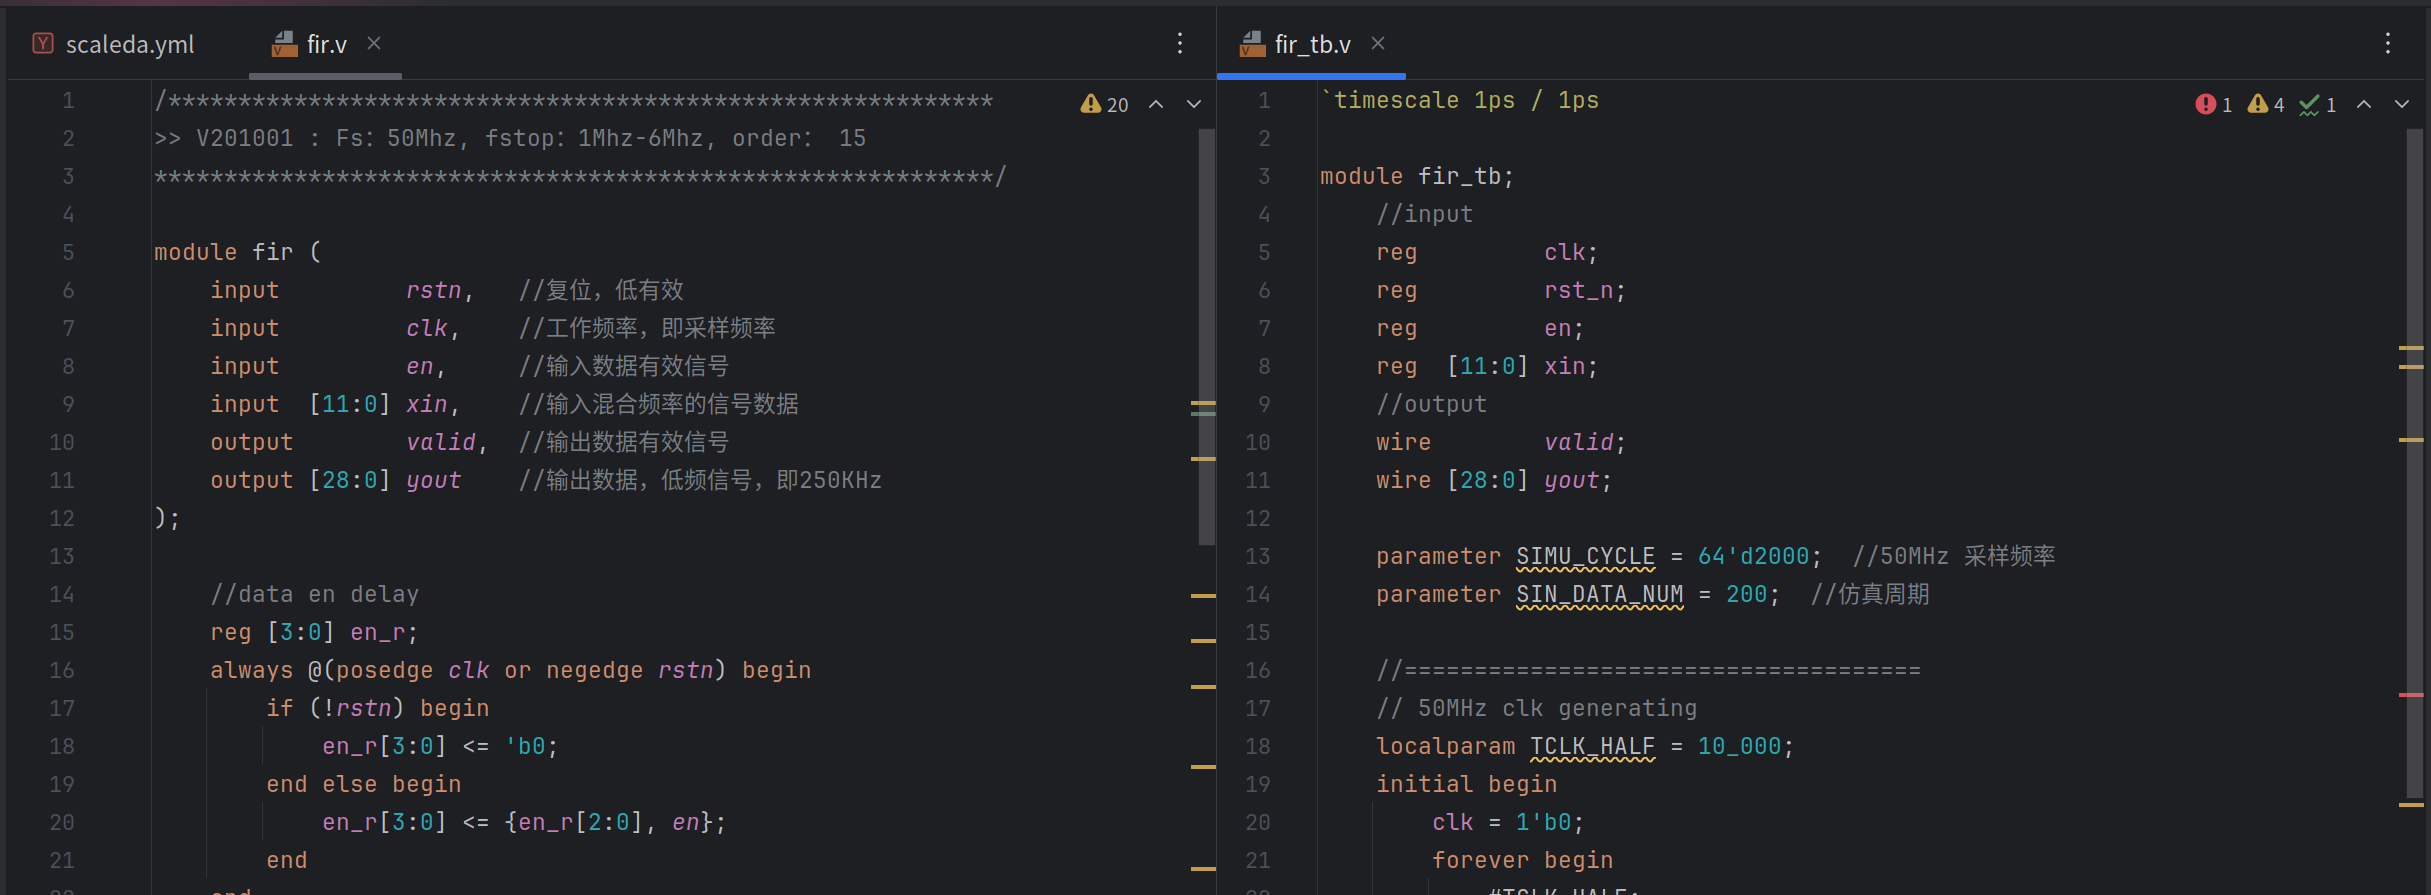 scaleda.yml
fir.v
/***********************************************************
20
>> V201001 : Fs：50Mhz, fstop：1Mhz-6Mhz, order： 15
************************************************************/
module fir (
input rstn, //复位，低有效
input clk, //工作频率，即采样频率
input en, //输入数据有效信号
input [11:0] xin, //输入混合频率的信号数据
output valid, //输出数据有效信号
output [28:0] yout //输出数据，低频信号，即250KHz
);
//data en delay
reg [3:0] en_r;
always @(posedge clk or negedge rstn) begin
if (!rstn) begin
en_r[3:0] <= 'b0;
end else begin
en_r[3:0] <= {en_r[2:0], en};
end
end
1
2
3
4
5
6
7
8
9
10
11
12
13
14
15
16
17
18
19
20
21
22
fir_tb.v
`timescale 1ps / 1ps
1 4 1
module fir_tb;
//input
reg clk;
reg rst_n;
reg en;
reg [11:0] xin;
//output
wire valid;
wire [28:0] yout;
parameter SIMU_CYCLE = 64'd2000; //50MHz 采样频率
parameter SIN_DATA_NUM = 200; //仿真周期
//=====================================
// 50MHz clk generating
localparam TCLK_HALF = 10_000;
initial begin
clk = 1'b0;
forever begin
#TCLK_HALF;
1
2
3
4
5
6
7
8
9
10
11
12
13
14
15
16
17
18
19
20
21
22